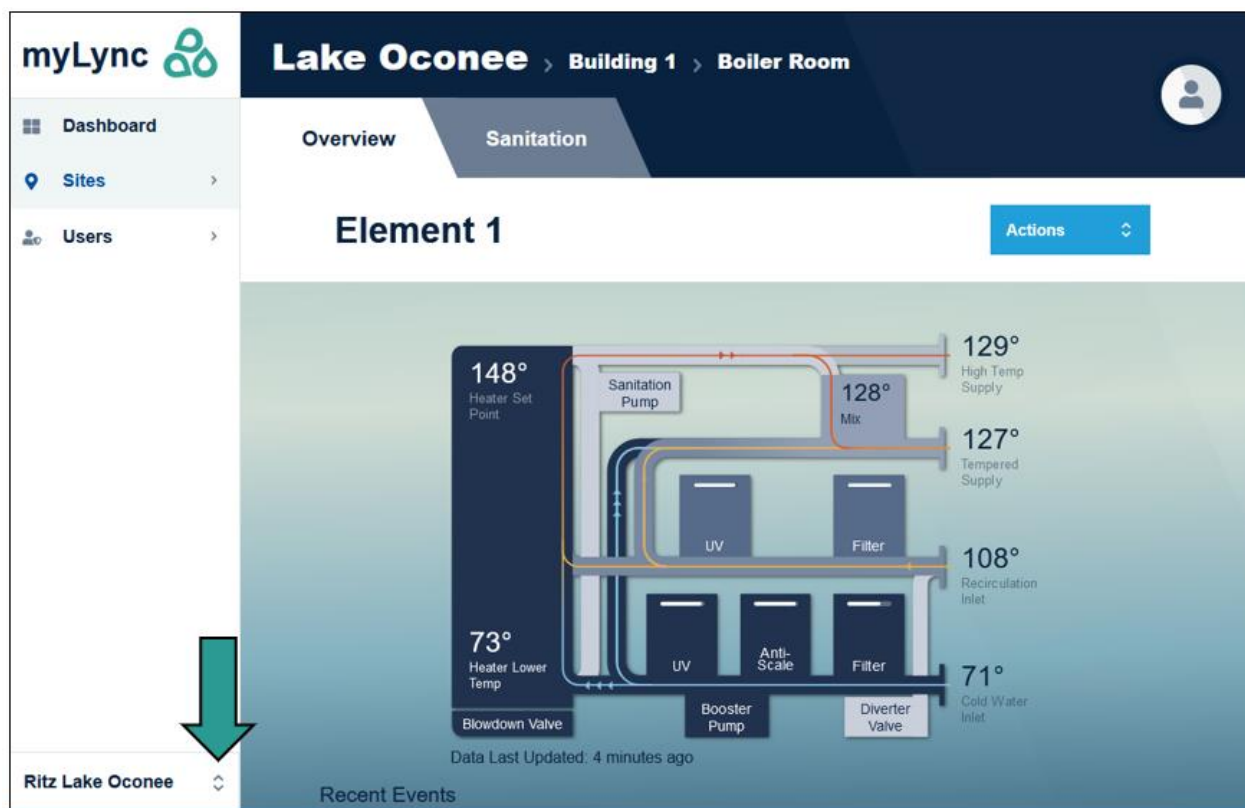 myLync
Lake Oconee > Building 1 > Boiler Room
Dashboard
Sites
Users
Overview
Sanitation
Element 1
Actions
148°
Heater Set
Point
Sanitation
Pump
128°
Mix
129°
High Temp
Supply
127°
Tempered
Supply
UV
Filter
108°
Recirculation
Inlet
73°
Heater Lower
Temp
UV
Anti-
Scale
Filter
71°
Cold Water
Inlet
Blowdown Valve
Booster
Pump
Diverter
Valve
Data Last Updated: 4 minutes ago
Ritz Lake Oconee
Recent Events